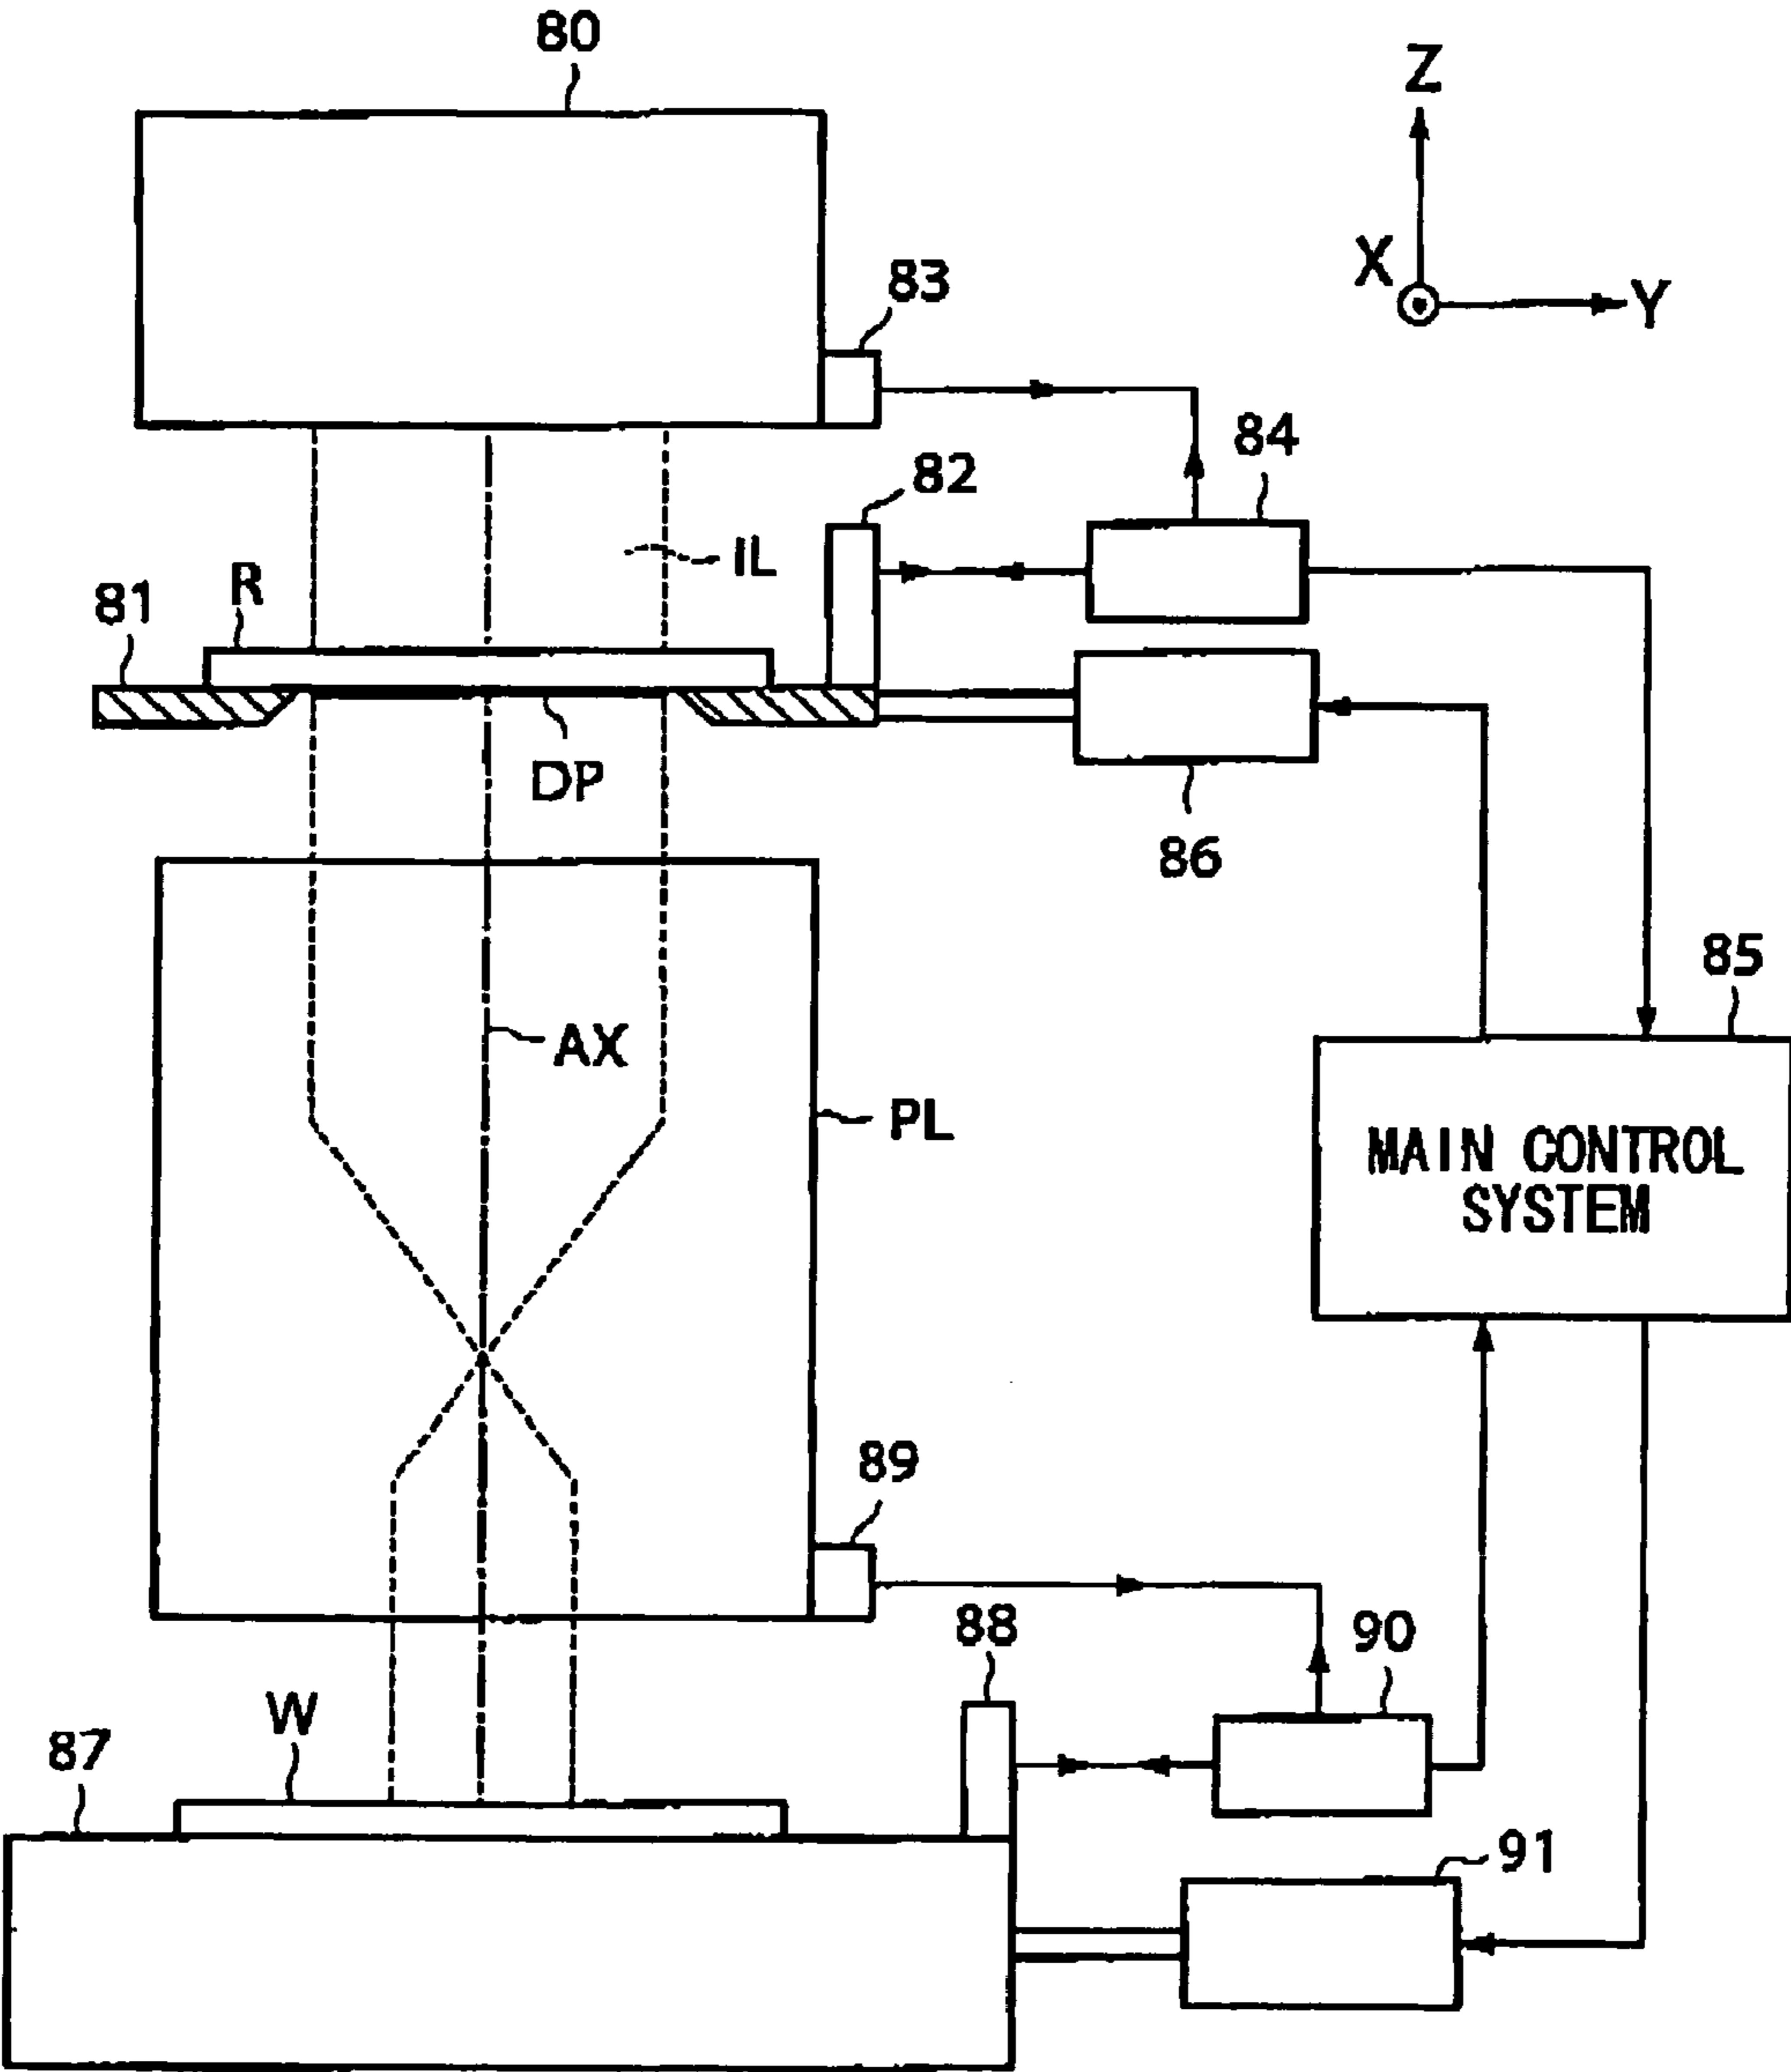 80
Z
83
X
Y
84
82
IL
R
81
DP
86
85
AX
PL
MAIN CONTROL
SYSTEM
89
88
90
W
87
91